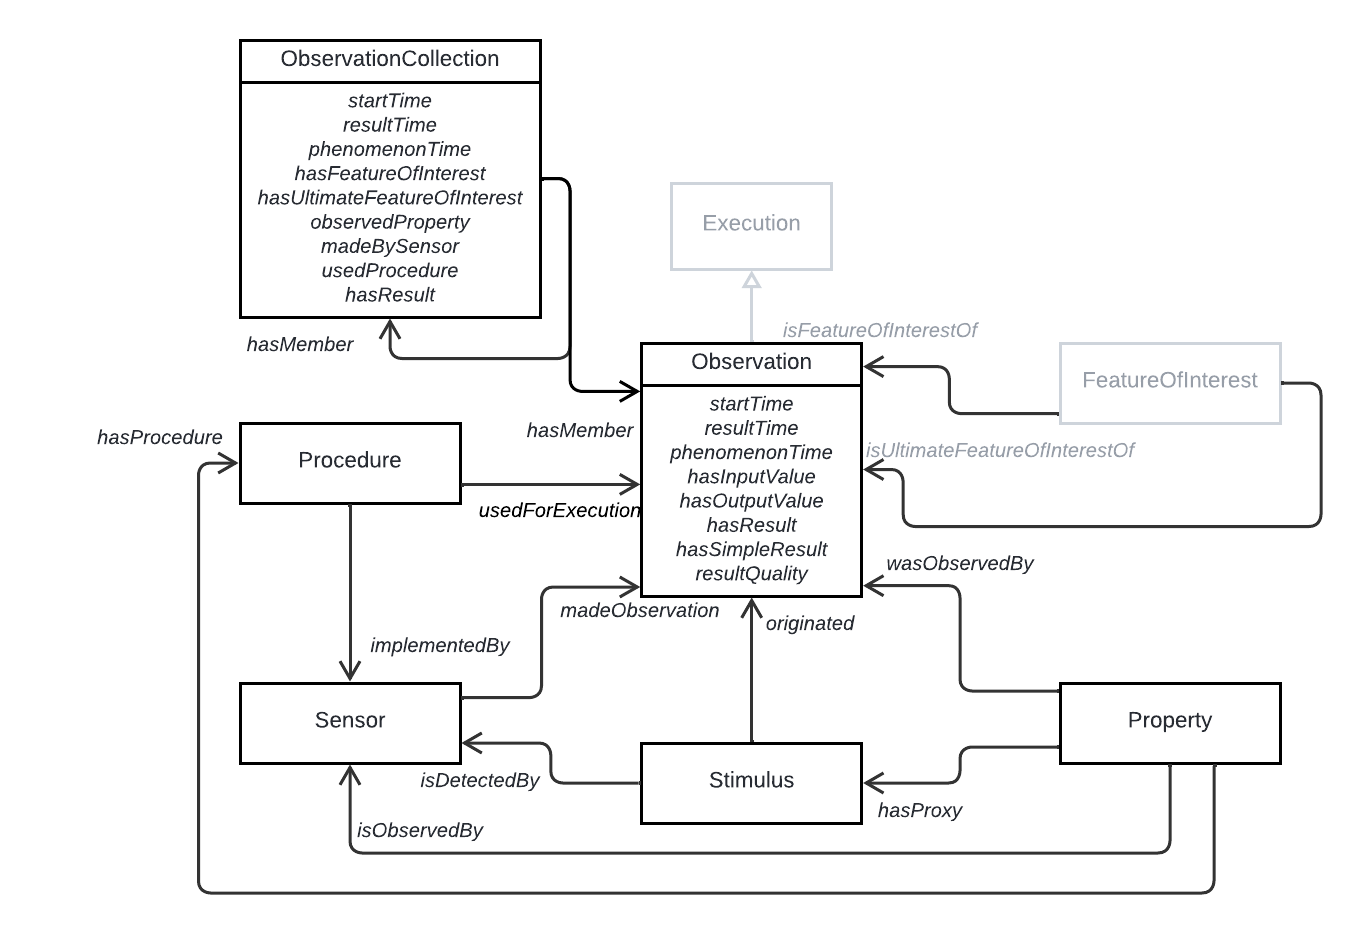 ObservationCollection
startTime
resultTime
phenomenonTime
hasFeatureOfInterest
hasUltimateFeatureOfInterest
observedProperty
madeBySensor
usedProcedure
hasResult
hasMember
Execution
isFeatureOfInterestOf
Observation
startTime
resultTime
phenomenonTime
hasInputValue
hasOutputValue
hasResult
hasSimpleResult
resultQuality
FeatureOfInterest
hasMember
hasProcedure
Procedure
isUltimateFeatureOfInterestOf
usedForExecution
wasObservedBy
madeObservation
originated
implementedBy
Sensor
Property
Stimulus
isDetectedBy
hasProxy
isObservedBy